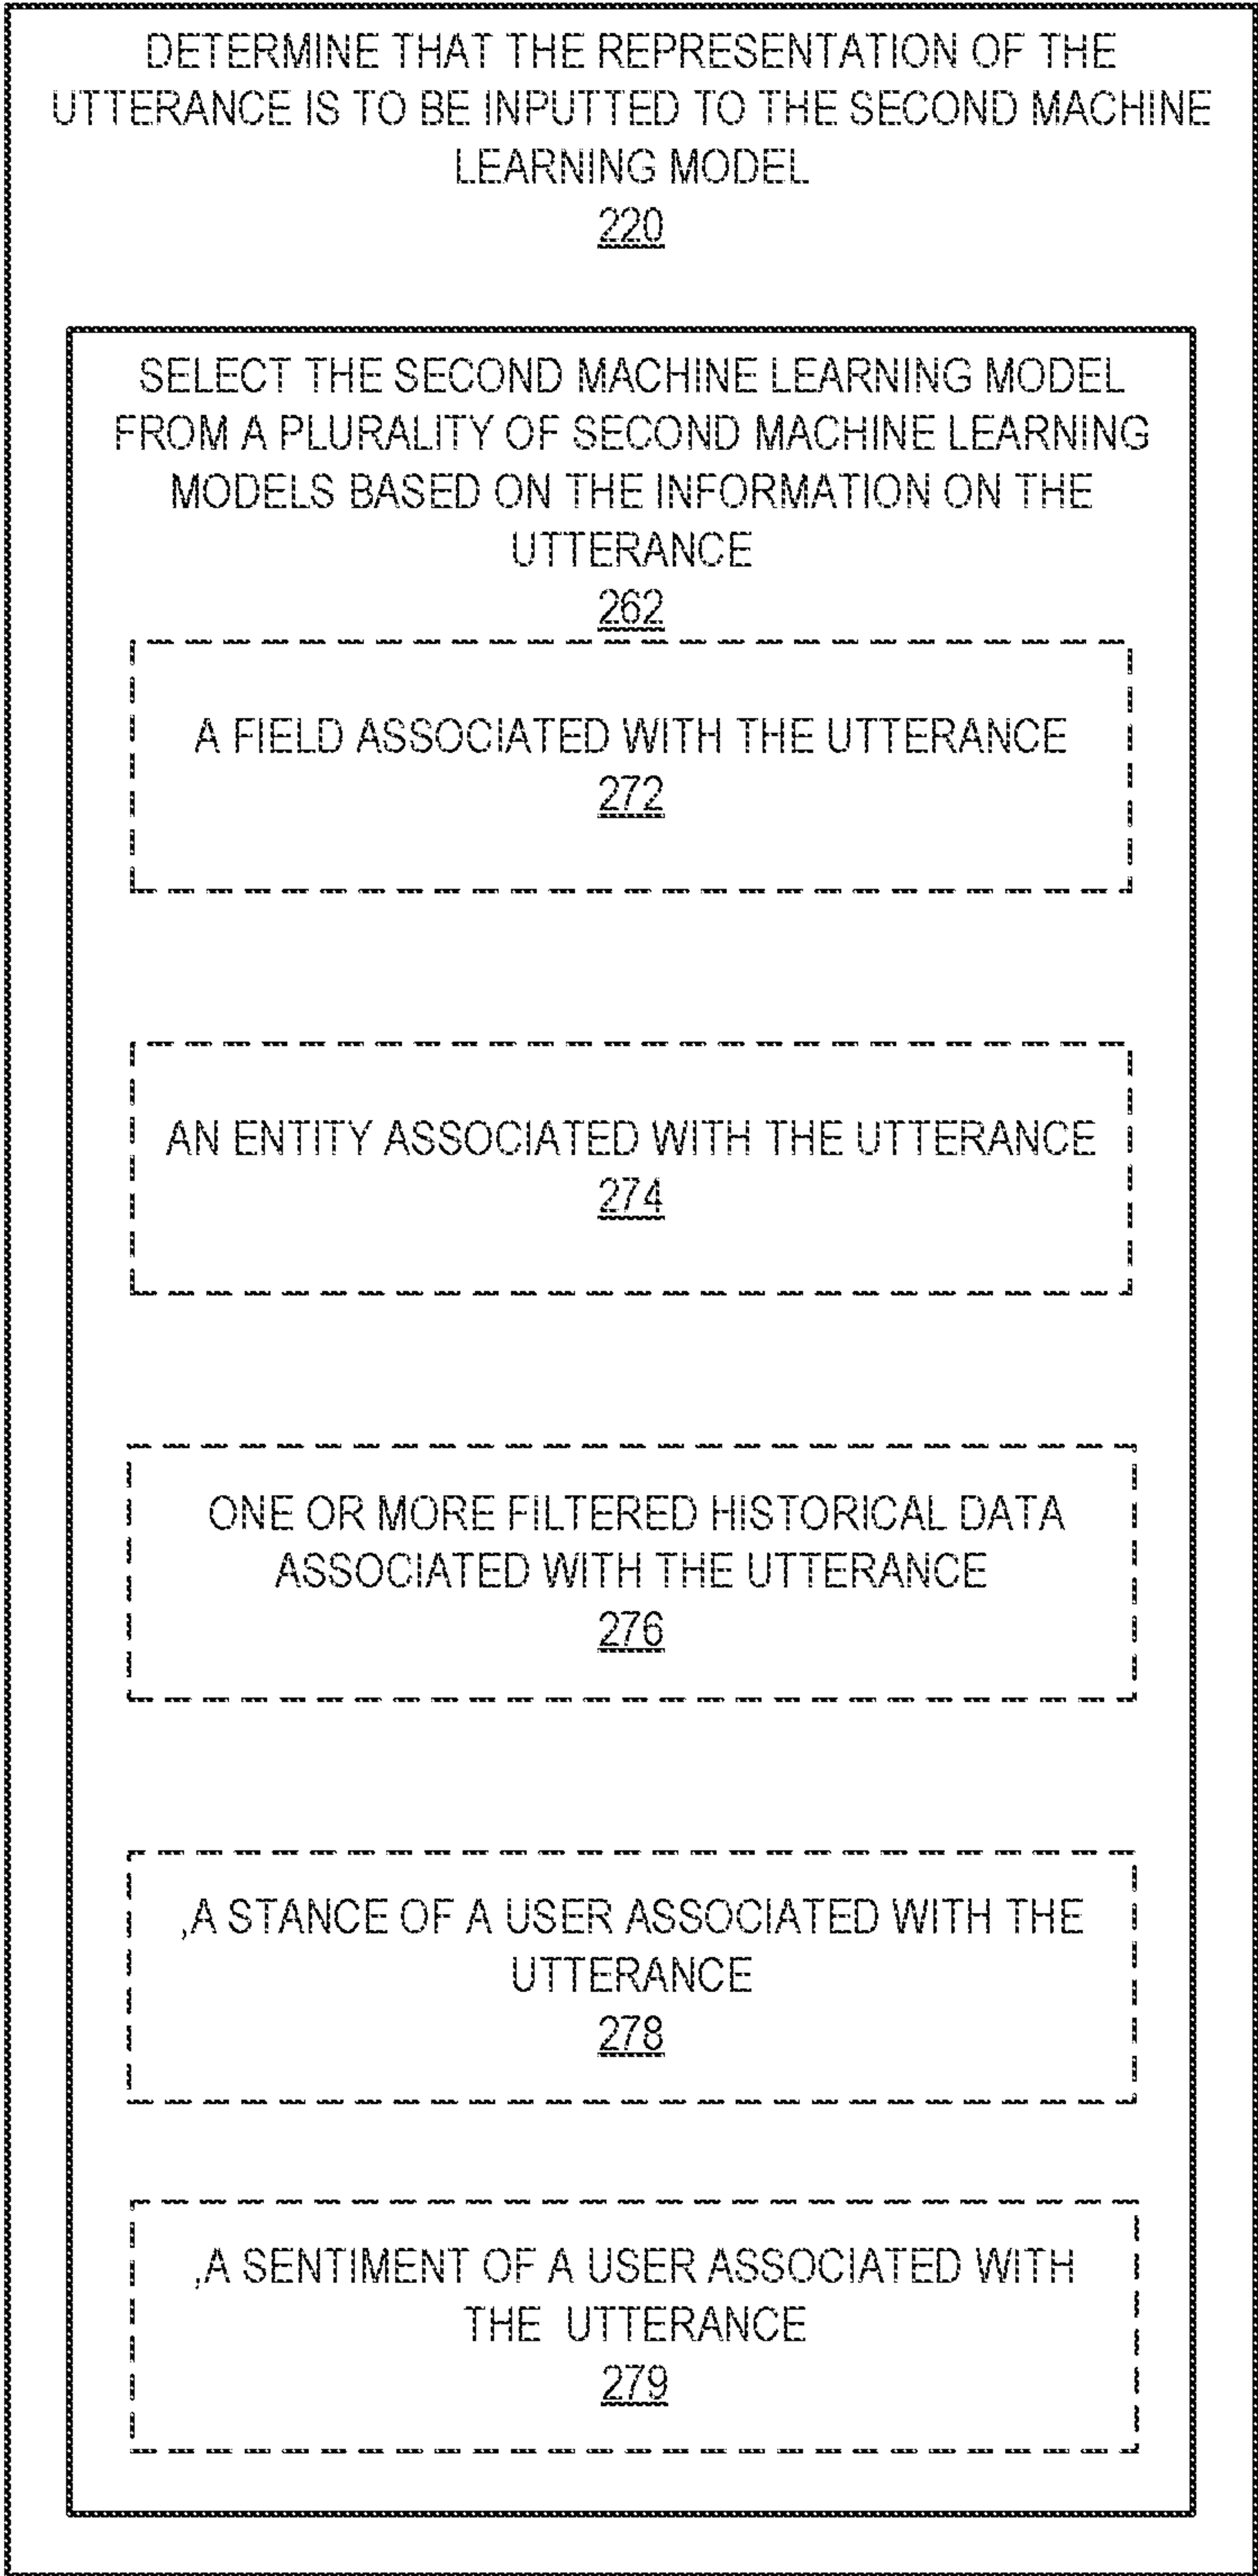 DETERMINE THAT THE REPRESENTATION OF THE
UTTERANCE IS TO BE INPUTTED TO THE SECOND MACHINE
LEARNING MODEL
220
SELECT THE SECOND MACHINE LEARNING MODEL
FROM A PLURALITY OF SECOND MACHINE LEARNING
MODELS BASED ON THE INFORMATION ON THE
UTTERANCE
262
A FIELD ASSOCIATED WITH THE UTTERANCE
272
AN ENTITY ASSOCIATED WITH THE UTTERANCE
274
ONE OR MORE FILTERED HISTORICAL DATA
ASSOCIATED WITH THE UTTERANCE
276
,A STANCE OF A USER ASSOCIATED WITH THE
UTTERANCE
278
,A SENTIMENT OF A USER ASSOCIATED WITH
THE UTTERANCE
279